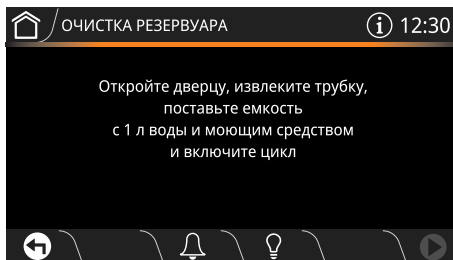 ОЧИСТКА РЕЗЕРВУАРА
12:30
Откройте дверцу, извлеките трубку,
поставьте емкость
с 1 л воды и моющим средством
и включите цикл